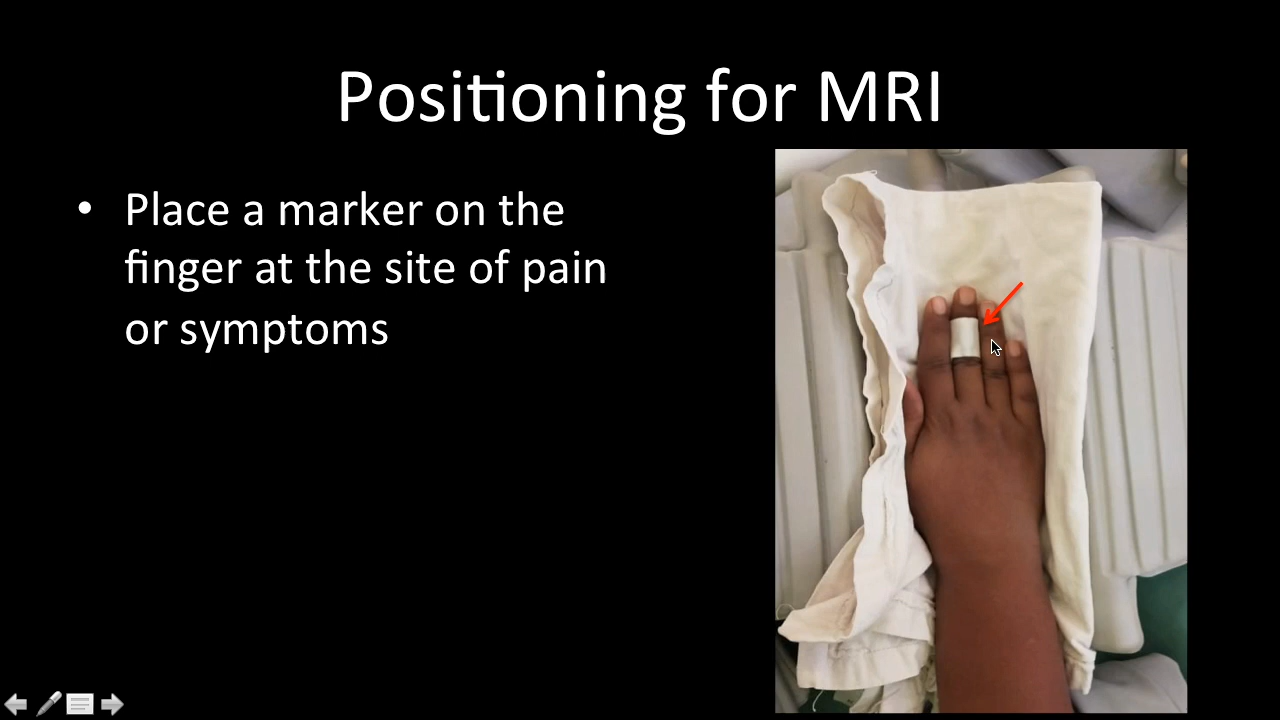 Positioning for MRI
• Place a marker on the
finger at the site of pain
or symptoms